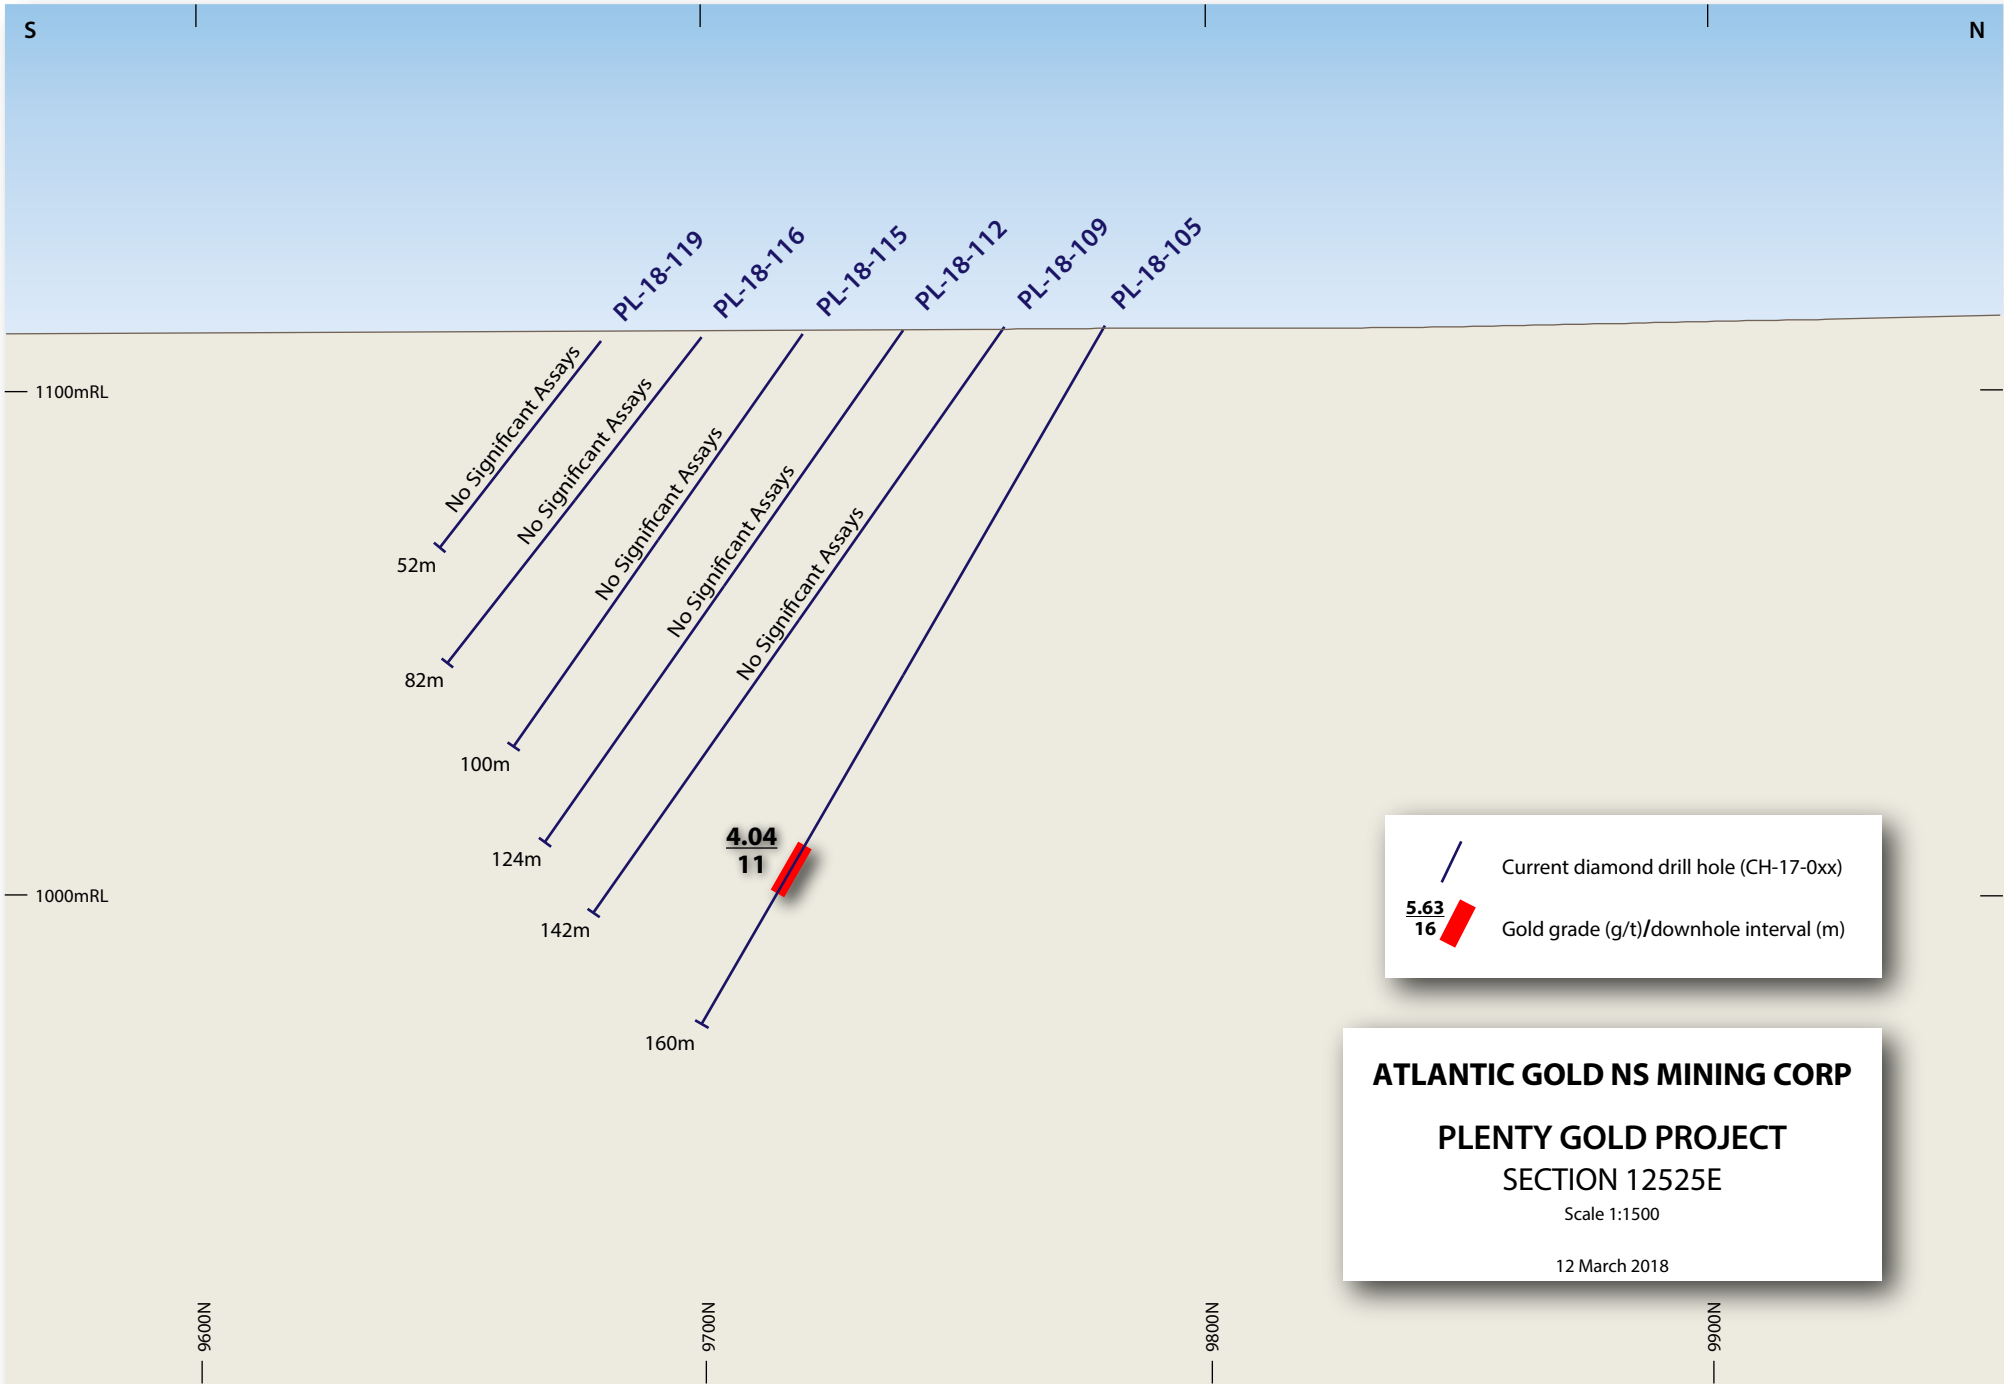 S
N
PL-18-119
PL-18-116
PL-18-115
PL-18-112
PL-18-109
PL-18-105
1100mRL
No Significant Assays
No Significant Assays
No Significant Assays
No Significant Assays
No Significant Assays
52m
82m
100m
124m
142m
160m
4.04
11
1000mRL
Current diamond drill hole (CH-17-0xx)
5.63
16
Gold grade (g/t)/downhole interval (m)
ATLANTIC GOLD NS MINING CORP
PLENTY GOLD PROJECT
SECTION 12525E
Scale 1:1500
12 March 2018
9600N
9700N
9800N
9900N